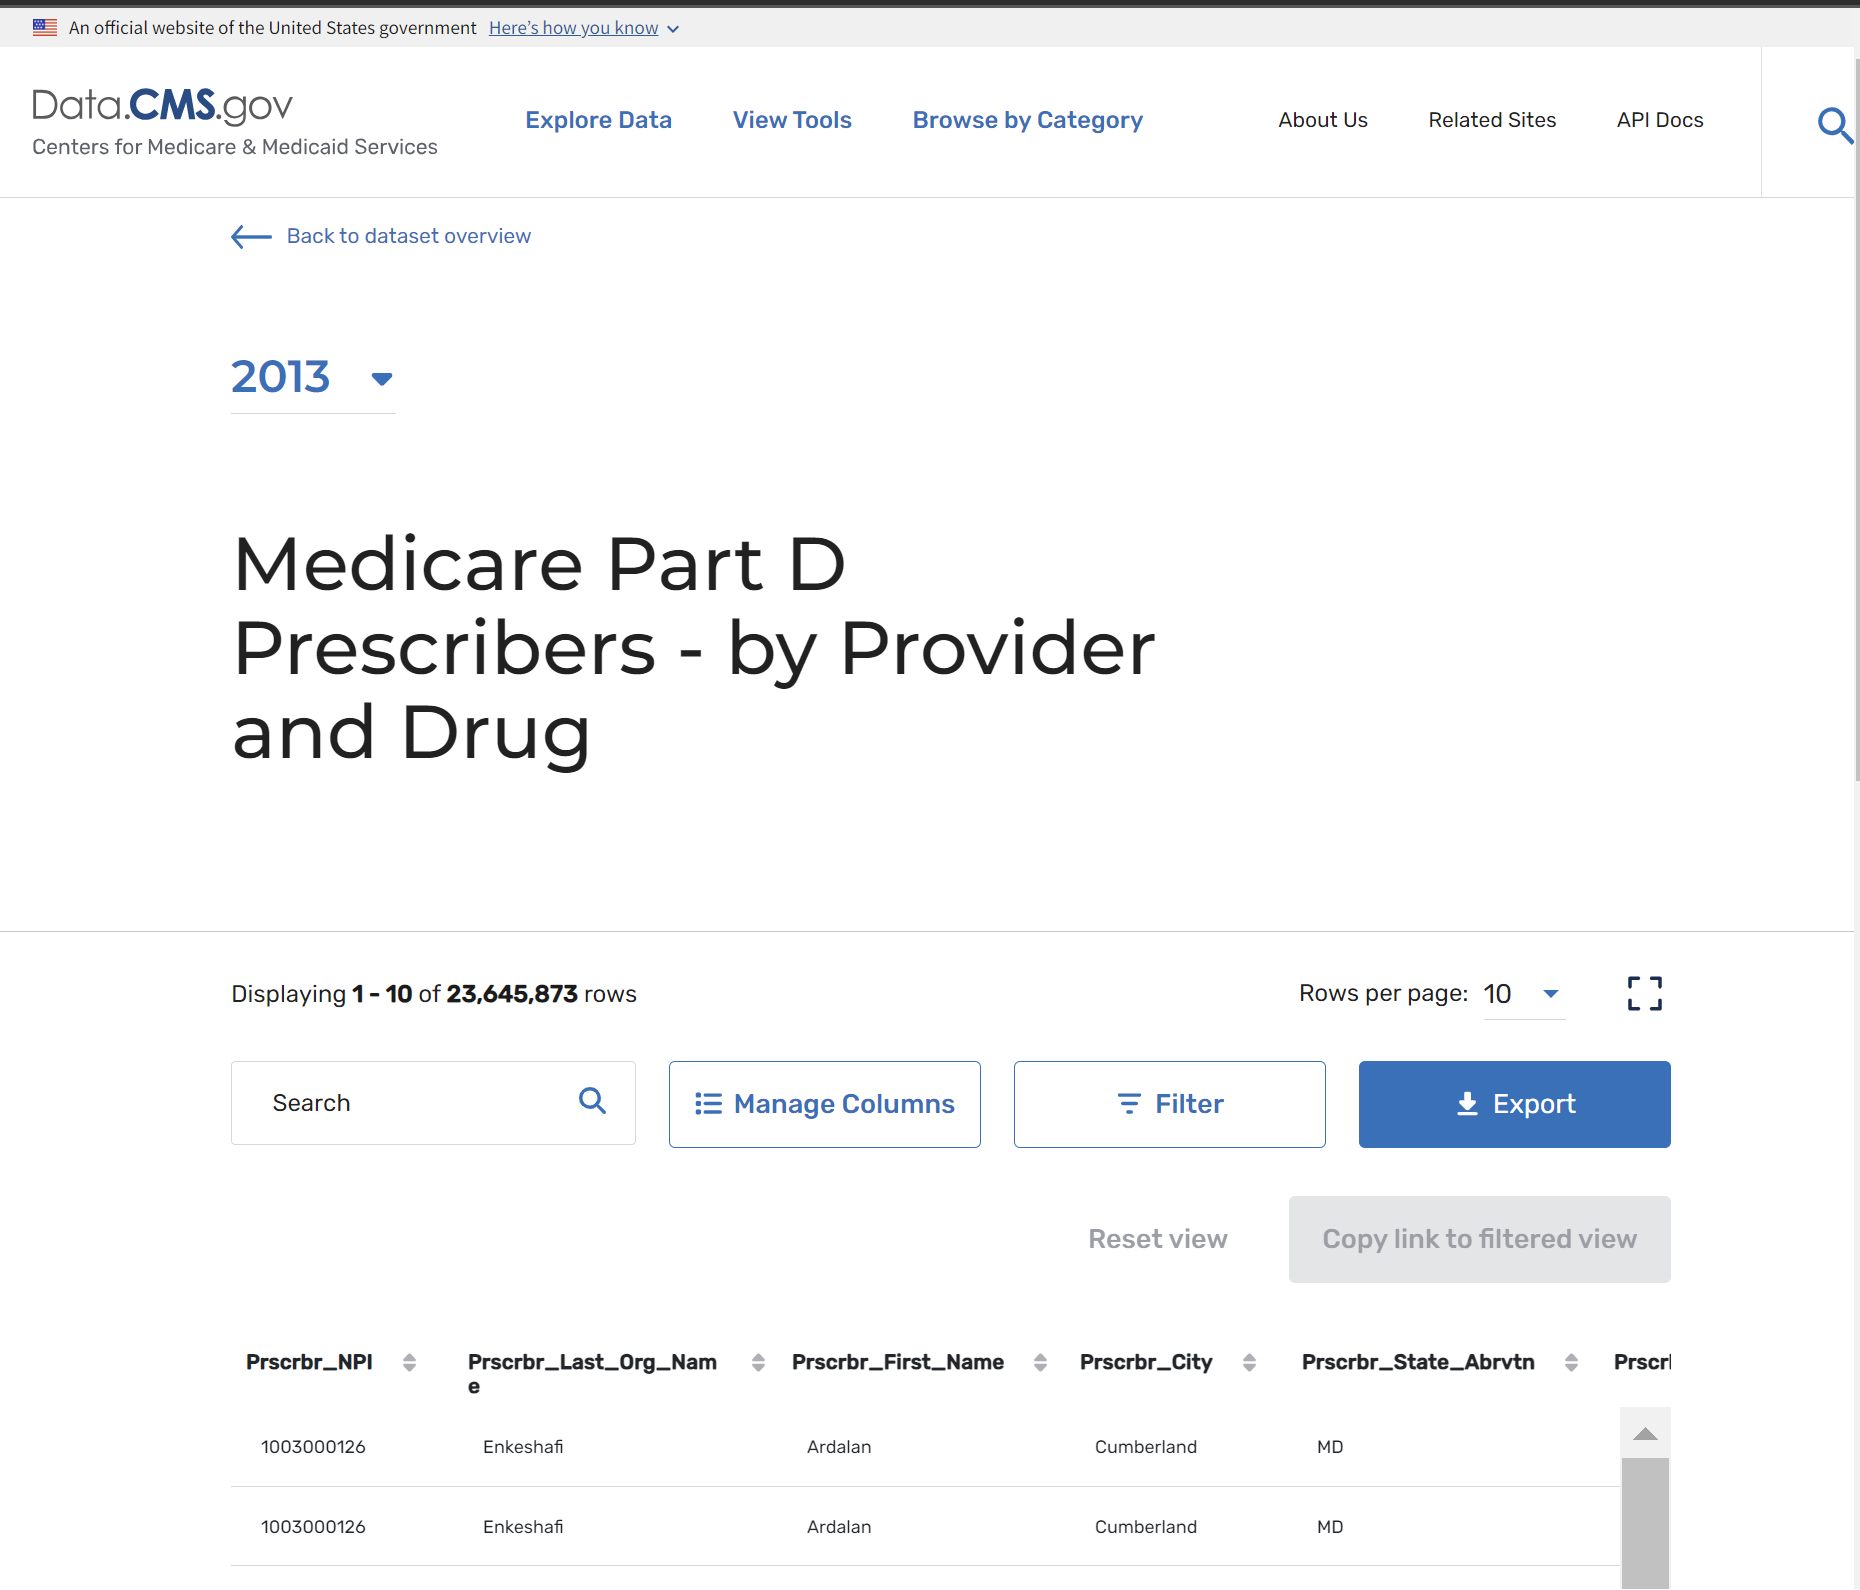 An official website of the United States government Here's how you know
Data.CMS.gov
Centers for Medicare & Medicaid Services
Explore Data View Tools Browse by Category About Us Related Sites API Docs
Back to dataset overview
2013
Medicare Part D
Prescribers - by Provider
and Drug
Displaying 1 - 10 of 23,645,873 rows
Rows per page: 10
Search Manage Columns Filter Export
Reset view Copy link to filtered view
Prscrbr_NPI Prscrbr_Last_Org_Nam Prscrbr_First_Name Prscrbr_City Prscrbr_State_Abrvtn Prscr
e
1003000126 Enkeshafi Ardalan Cumberland MD
1003000126 Enkeshafi Ardalan Cumberland MD